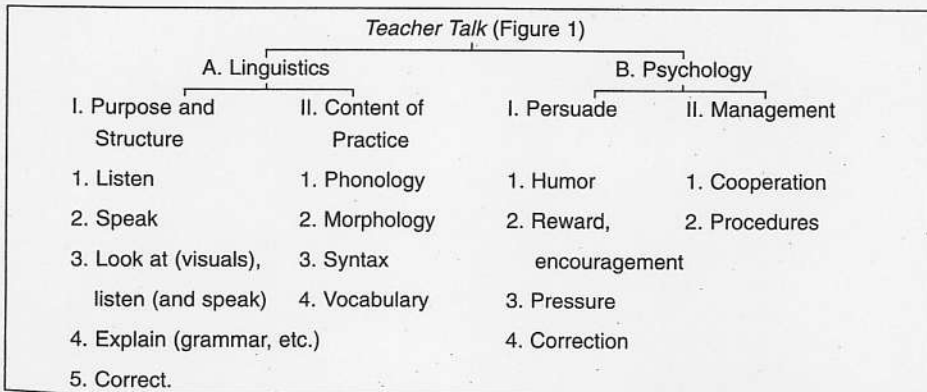 Teacher Talk (Figure 1)
A. Linguistics
B. Psychology
I. Purpose and
Structure
II. Content of
Practice
I. Persuade
II. Management
1. Listen
2. Speak
3. Look at (visuals),
listen (and speak)
4. Explain (grammar, etc.)
5. Correct.
1. Phonology
2. Morphology
3. Syntax
4. Vocabulary
1. Humor
2. Reward,
encouragement
3. Pressure
4. Correction
1. Cooperation
2. Procedures